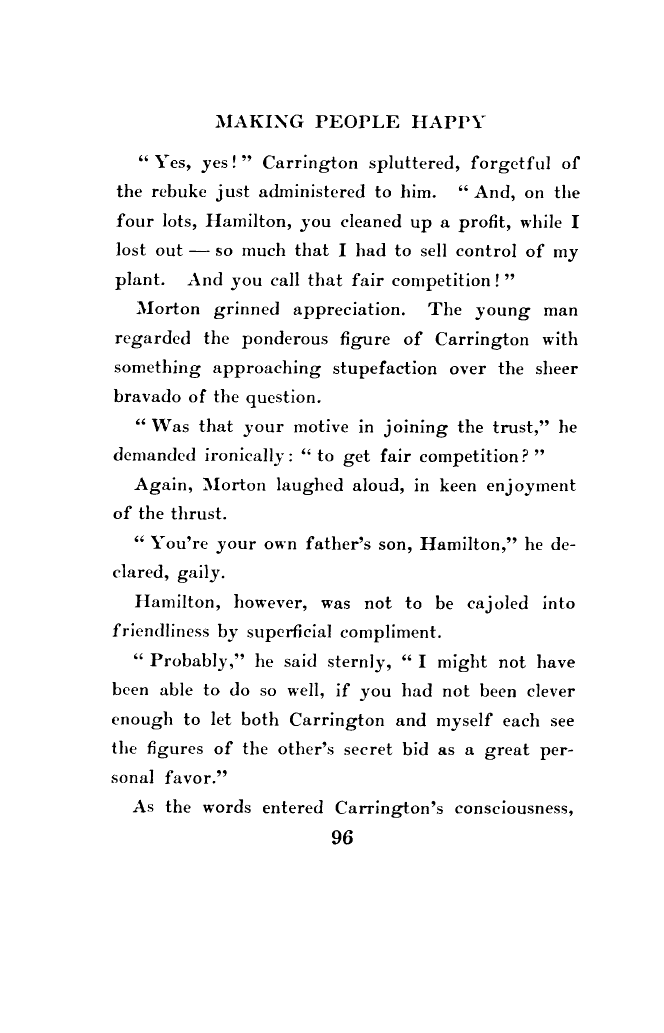 MAKING PEOPLE HAPPY
“ Yes, yes! ” Carrington spluttered, forgetful of
the rebuke just administered to him. “ And, on the
four lots, Hamilton, you cleaned up a profit, while I
lost out — so much that I had to sell control of my
plant. And you call that fair competition! ”
Morton grinned appreciation. The young man
regarded the ponderous figure of Carrington with
something approaching stupefaction over the sheer
bravado of the question.
“ Was that your motive in joining the trust,” he
demanded ironically: “ to get fair competition? ”
Again, Morton laughed aloud, in keen enjoyment
of the thrust.
“ You're your own father's son, Hamilton,” he de-
clared, gaily.
Hamilton, however, was not to be cajoled into
friendliness by superficial compliment.
“ Probably,” he said sternly, “ I might not have
been able to do so well, if you had not been clever
enough to let both Carrington and myself each see
the figures of the other's secret bid as a great per-
sonal favor.”
As the words entered Carrington's consciousness,
96